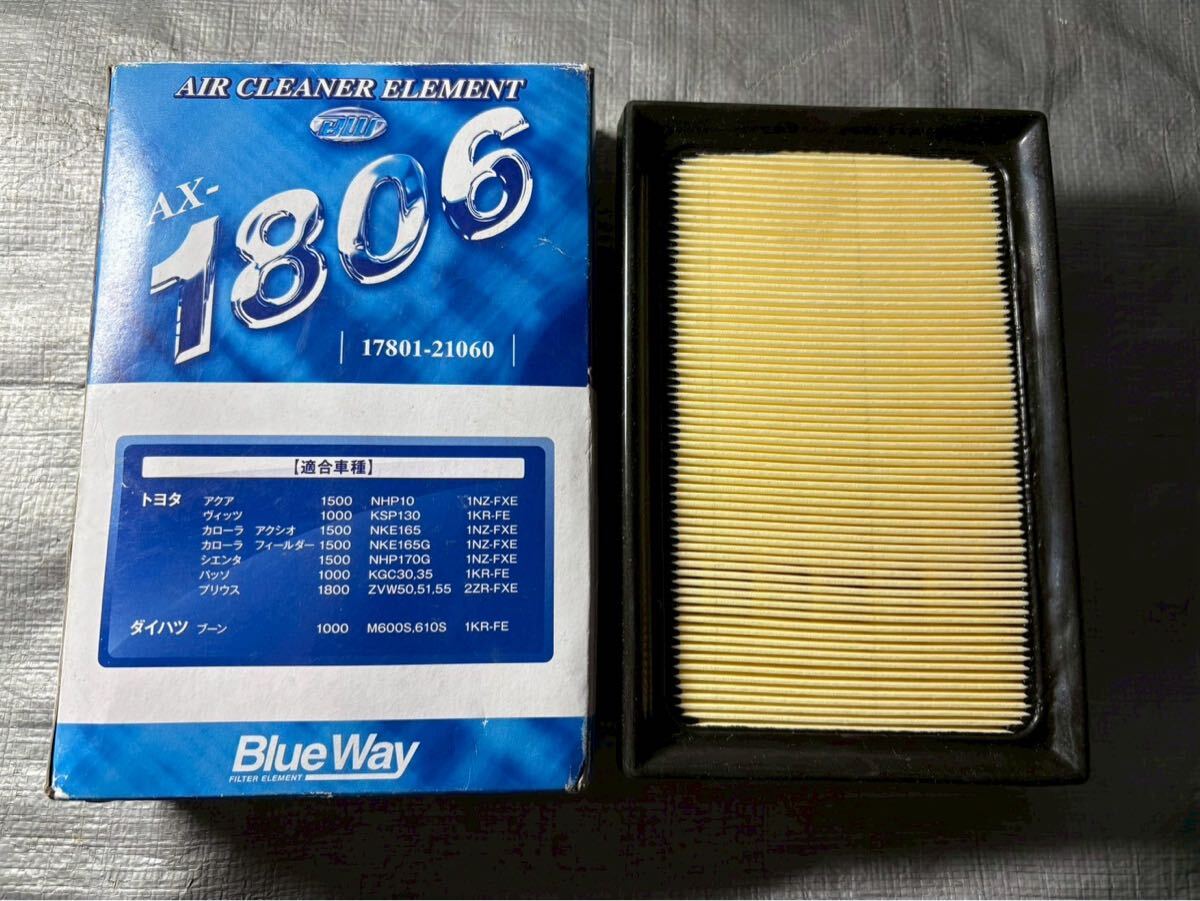 AIR CLEANER ELEMENT
BW
AX-
1806
17801-21060
【適合車種】
トヨタ アクア 1500 NHP10 1NZ-FXE
ヴィッツ 1000 KSP130 1KR-FE
カローラ アクシオ 1500 NKE165 1NZ-FXE
カローラ フィールダー 1500 NKE165G 1NZ-FXE
シエンタ 1500 NHP170G 1NZ-FXE
パッソ 1000 KGC30,35 1KR-FE
プリウス 1800 ZVW50,51,55 2ZR-FXE
ダイハツ ブーン 1000 M600S,610S 1KR-FE
BlueWay
FILTER ELEMENT